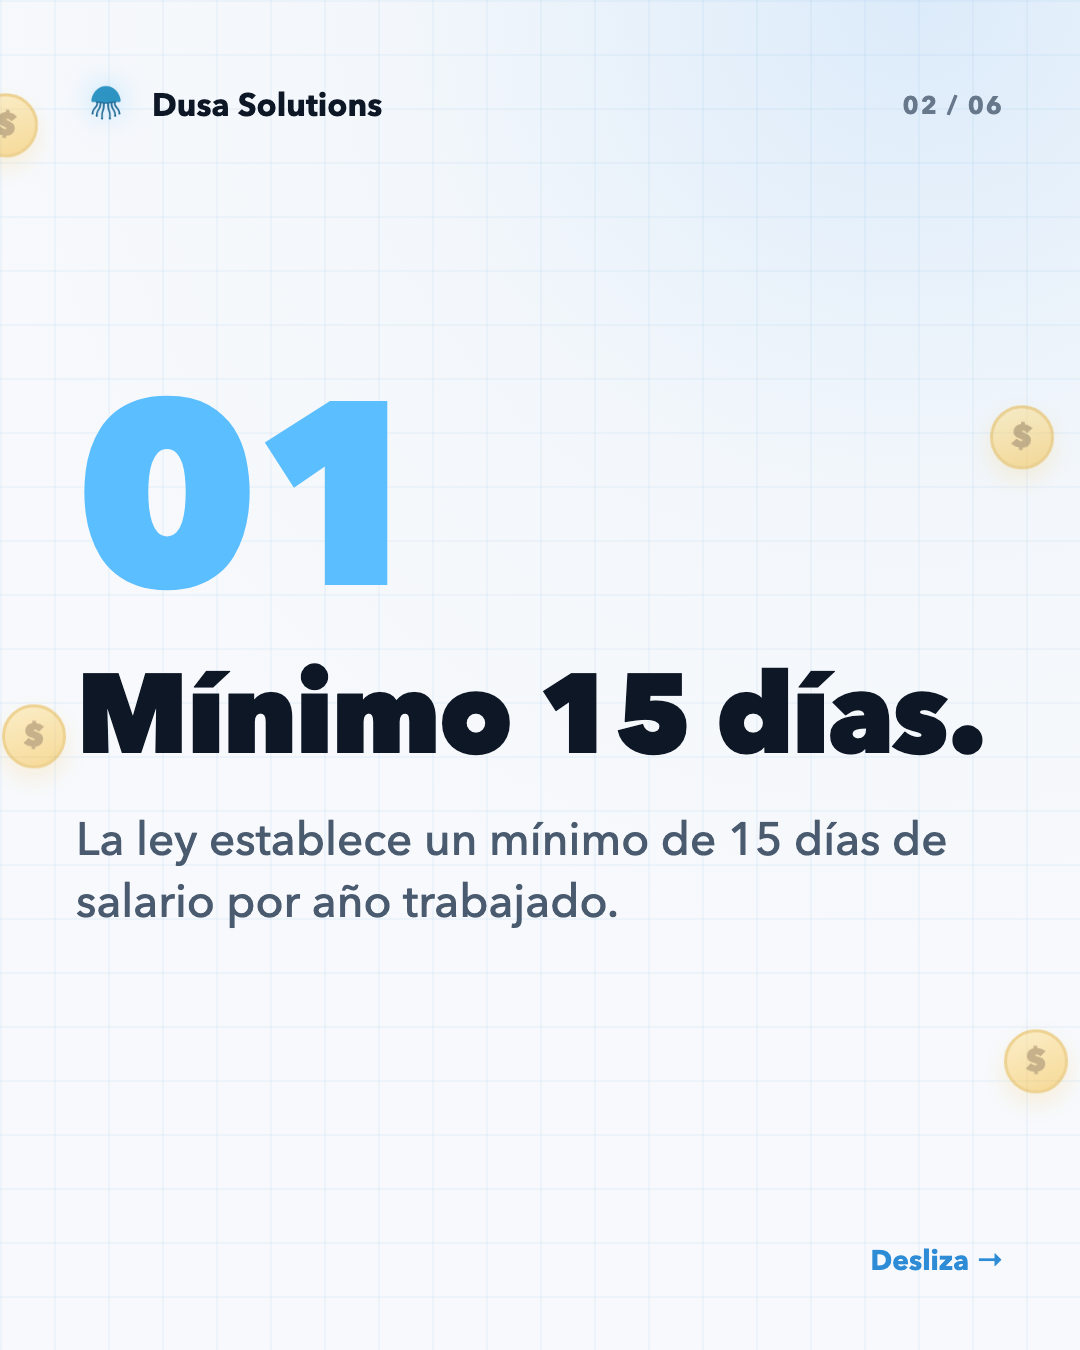 Dusa Solutions
02 / 06
$
$
01
Mínimo 15 días.
$
La ley establece un mínimo de 15 días de
salario por año trabajado.
$
Desliza →